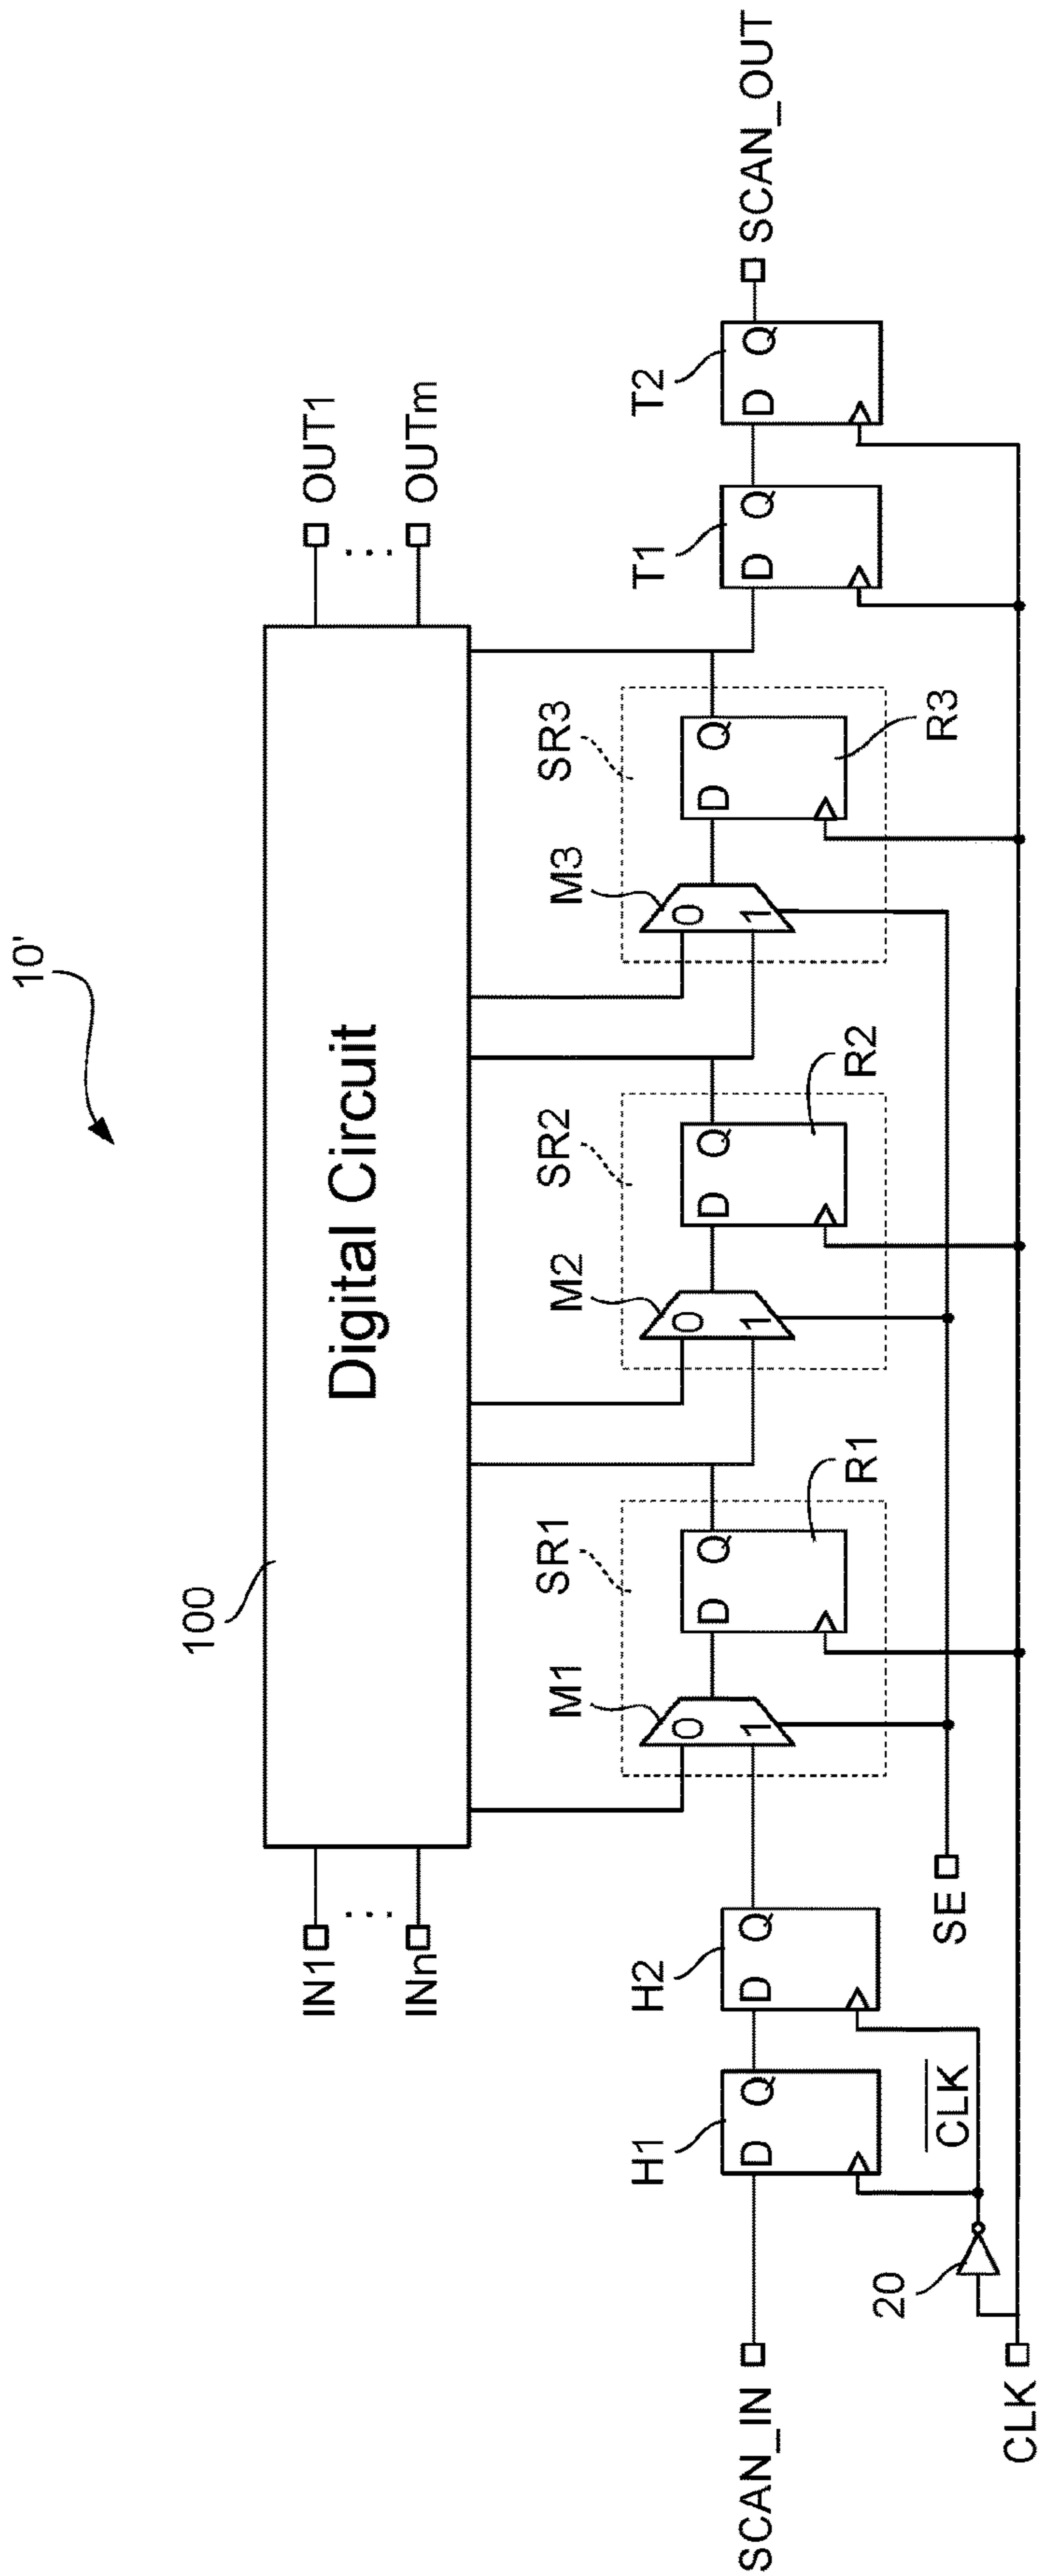 10'
100
Digital Circuit
IN1
...
INn
OUT1
...
OUTm
SR1
SR2
SR3
M1
M2
M3
0
1
D Q
R1
0
1
D Q
R2
0
1
D Q
R3
H1
D Q
H2
D Q
T1
D Q
T2
D Q
SCAN_IN
SCAN_OUT
SE
CLK
20
CLK